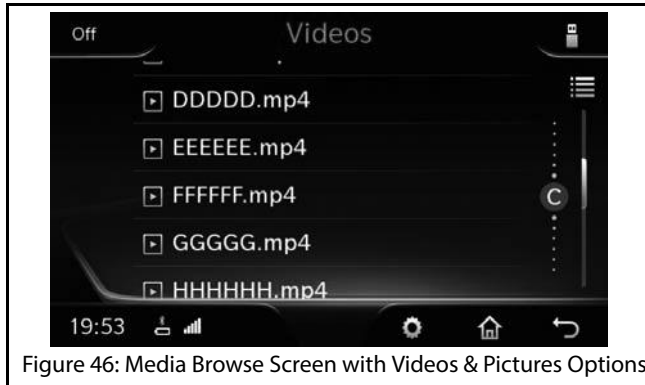 Off Videos
DDDDD.mp4
EEEEEE.mp4
FFFFFF.mp4
C
GGGGG.mp4
HHHHHH.mp4
19:53
Figure 46: Media Browse Screen with Videos & Pictures Options